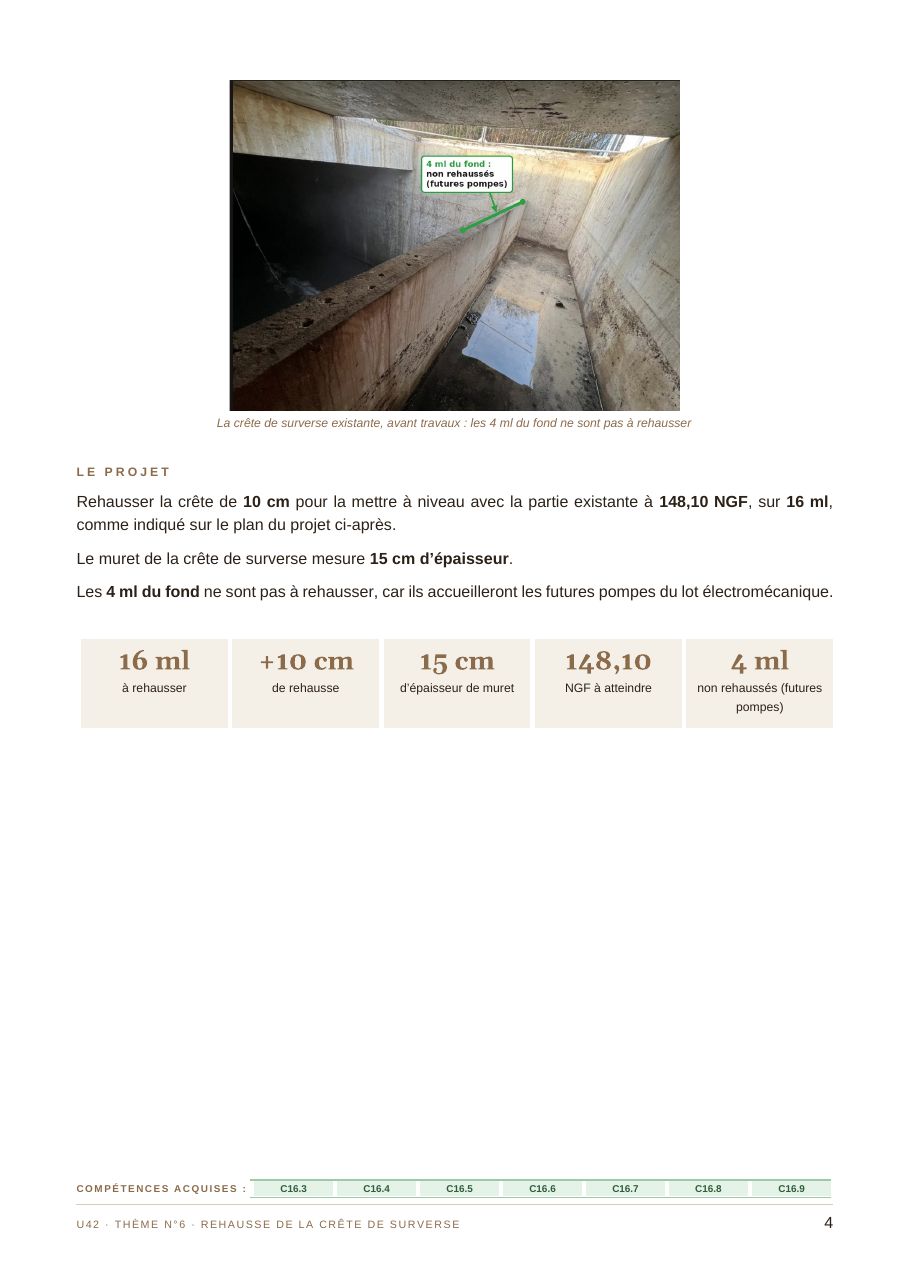 4 ml du fond :
non rehaussés
(futures pompes)
La crête de surverse existante, avant travaux : les 4 ml du fond ne sont pas à rehausser
LE PROJET
Rehausser la crête de 10 cm pour la mettre à niveau avec la partie existante à 148,10 NGF, sur 16 ml,
comme indiqué sur le plan du projet ci-après.
Le muret de la crête de surverse mesure 15 cm d’épaisseur.
Les 4 ml du fond ne sont pas à rehausser, car ils accueilleront les futures pompes du lot électromécanique.
16 ml
à rehausser
+10 cm
de rehausse
15 cm
d’épaisseur de muret
148,10
NGF à atteindre
4 ml
non rehaussés (futures
pompes)
COMPÉTENCES ACQUISES : C16.3 C16.4 C16.5 C16.6 C16.7 C16.8 C16.9
U42 · THÈME N°6 · REHAUSSE DE LA CRÊTE DE SURVERSE 4